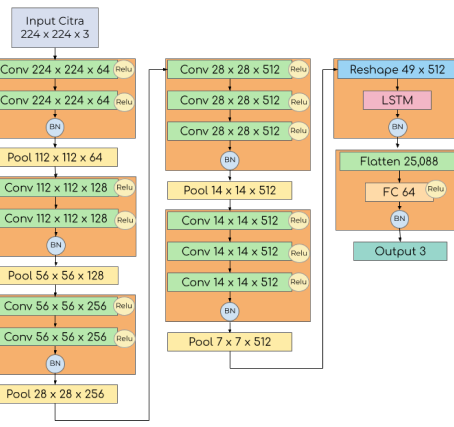 Input Citra
224 x 224 x 3
Conv 224 x 224 x 64
Relu
Conv 224 x 224 x 64
Relu
BN
Pool 112 x 112 x 64
Conv 112 x 112 x 128
Relu
Conv 112 x 112 x 128
Relu
BN
Pool 56 x 56 x 128
Conv 56 x 56 x 256
Relu
Conv 56 x 56 x 256
Relu
BN
Pool 28 x 28 x 256
Conv 28 x 28 x 512
Relu
Conv 28 x 28 x 512
Relu
Conv 28 x 28 x 512
Relu
BN
Pool 14 x 14 x 512
Conv 14 x 14 x 512
Relu
Conv 14 x 14 x 512
Relu
Conv 14 x 14 x 512
Relu
BN
Pool 7 x 7 x 512
Reshape 49 x 512
LSTM
BN
Flatten 25,088
FC 64
Relu
BN
Output 3